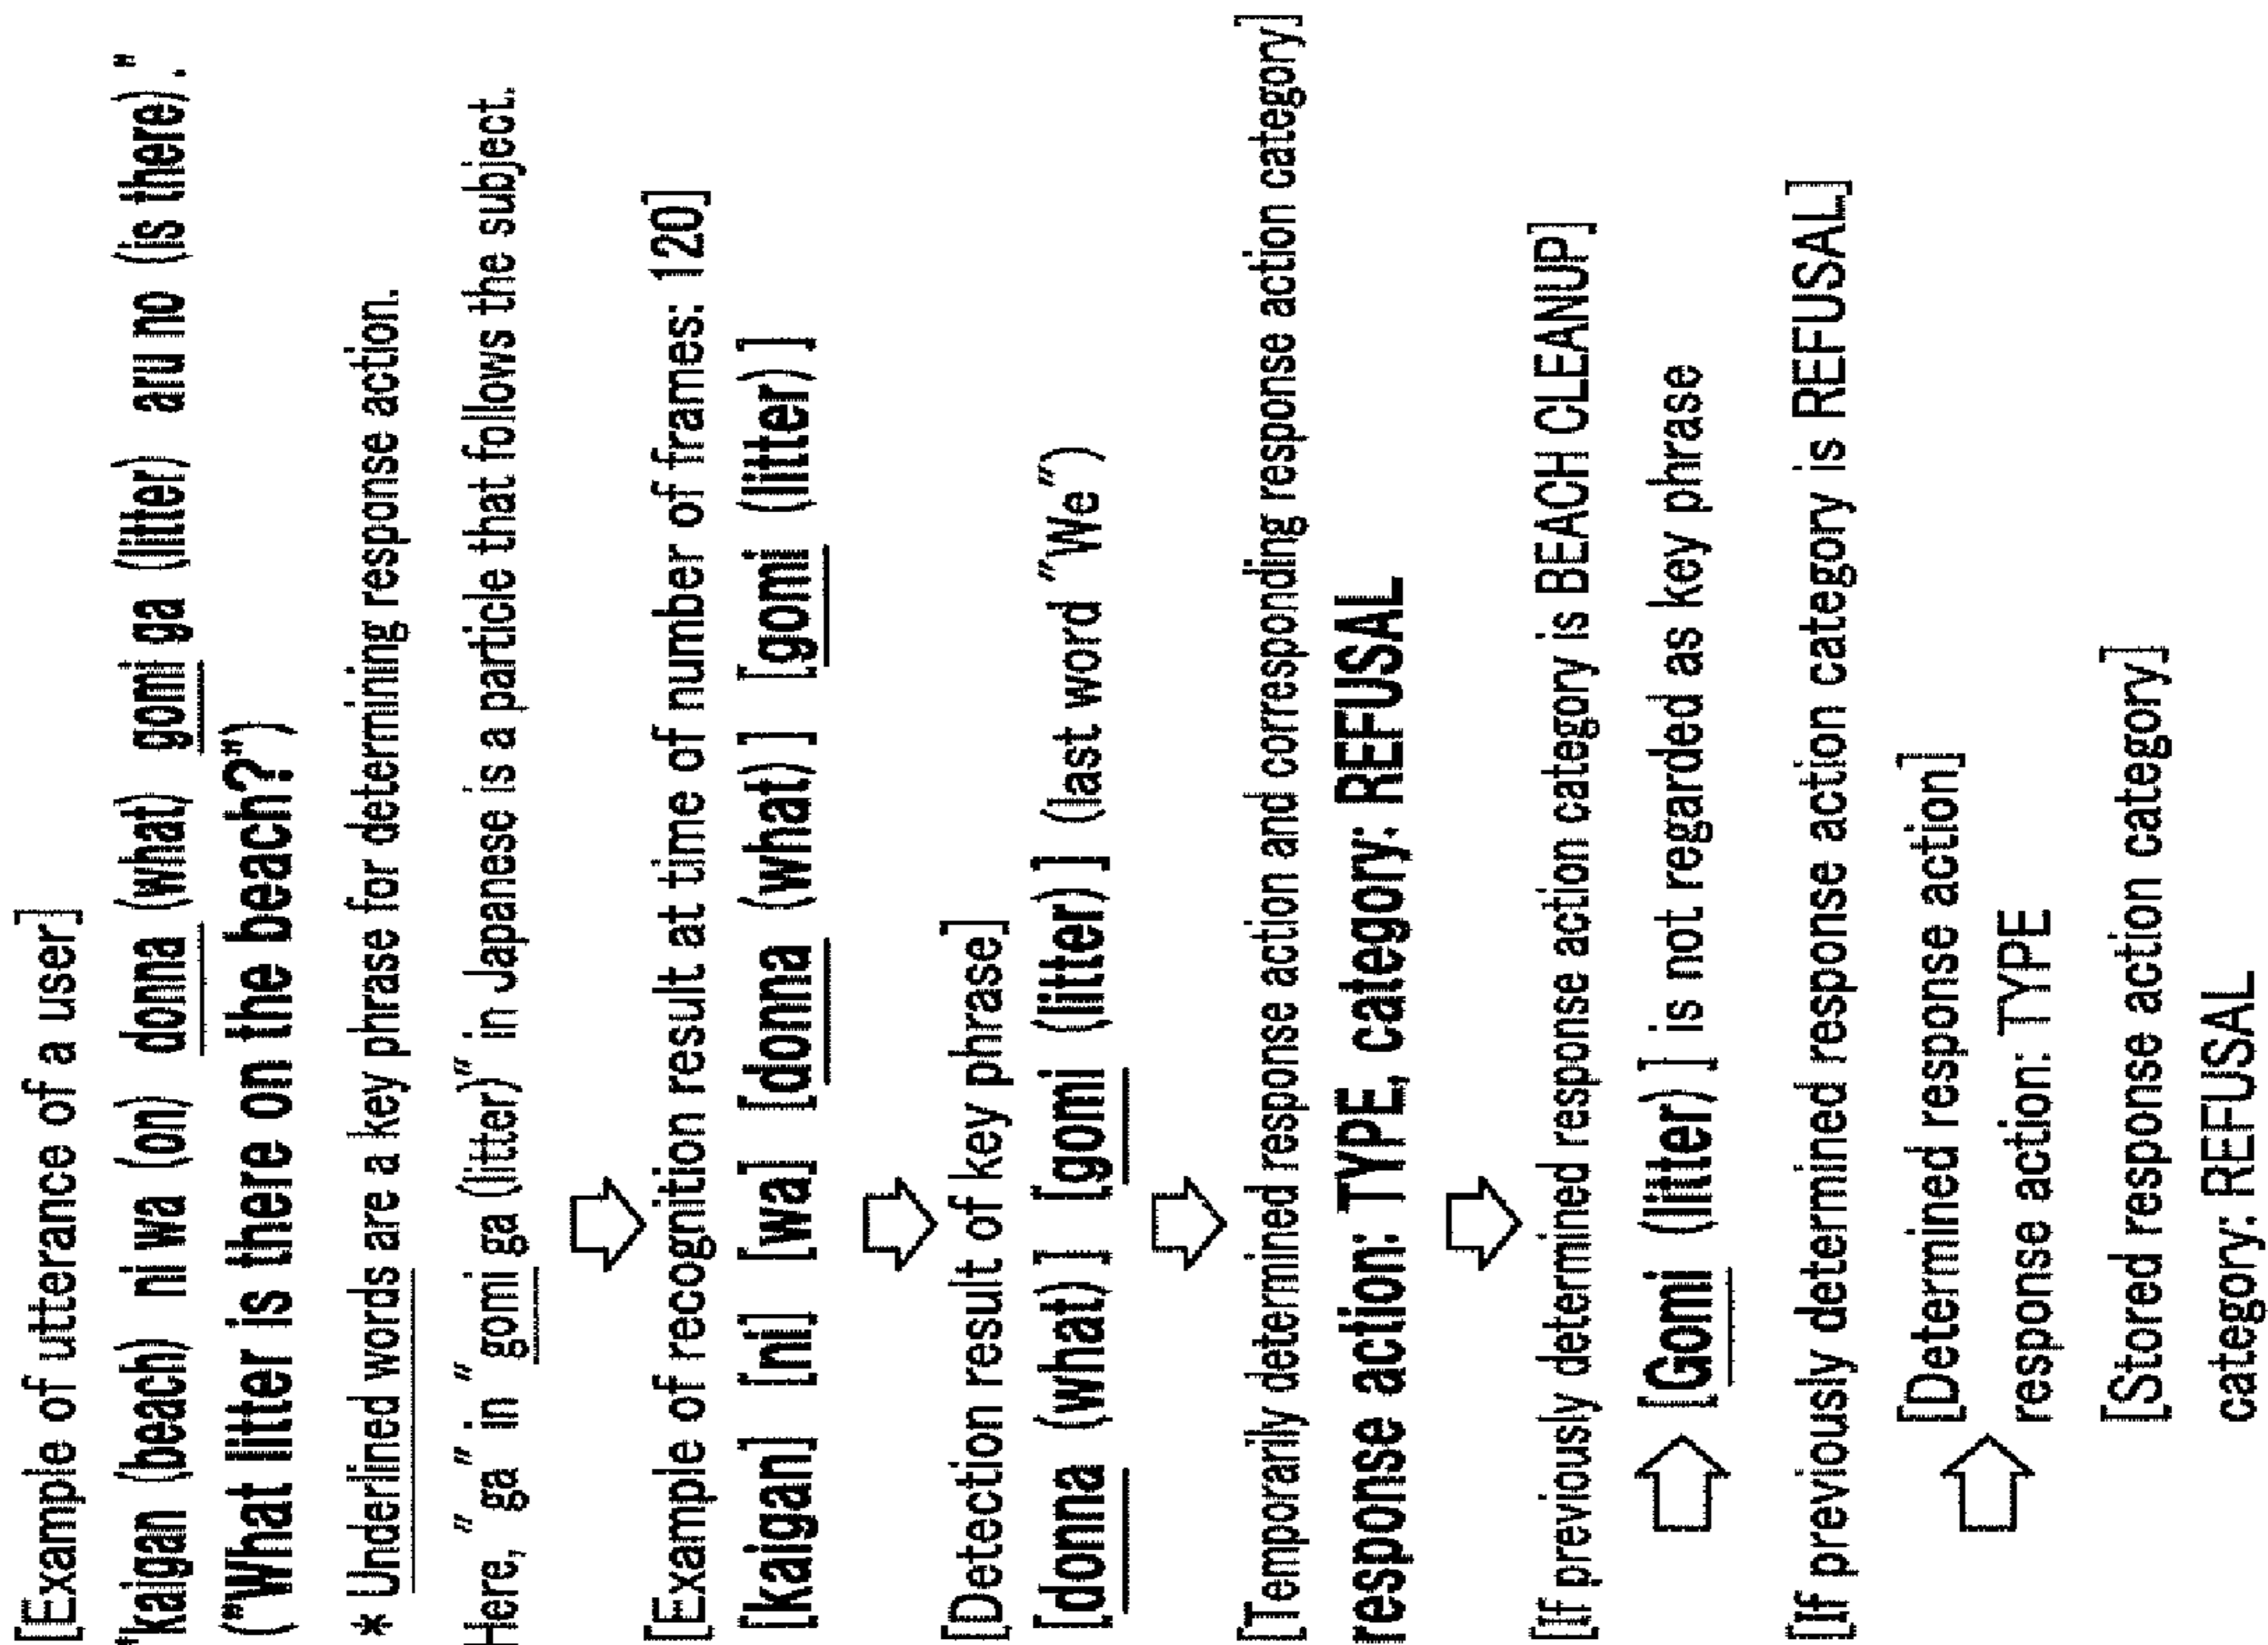 [Example of utterance of a user]
"kaigan (beach) ni wa (on) donna (what) gomi ga (litter) aru no (is there)."
("What litter is there on the beach?")
* Underlined words are a key phrase for determining response action.
Here, "ga" in "gomi ga (litter)" in Japanese is a particle that follows the subject.
[Example of recognition result at time of number of frames: 120]
[kaigan] [ni] [wa] [donna (what)] [gomi (litter)]
[Detection result of key phrase]
[donna (what)] [gomi (litter)] (last word "We")
[Temporarily determined response action and corresponding response action category]
response action: TYPE, category: REFUSAL
[If previously determined response action category is BEACH CLEANUP]
[Gomi (litter)] is not regarded as key phrase
[If previously determined response action category is REFUSAL]
[Determined response action]
response action: TYPE
[Stored response action category]
category: REFUSAL